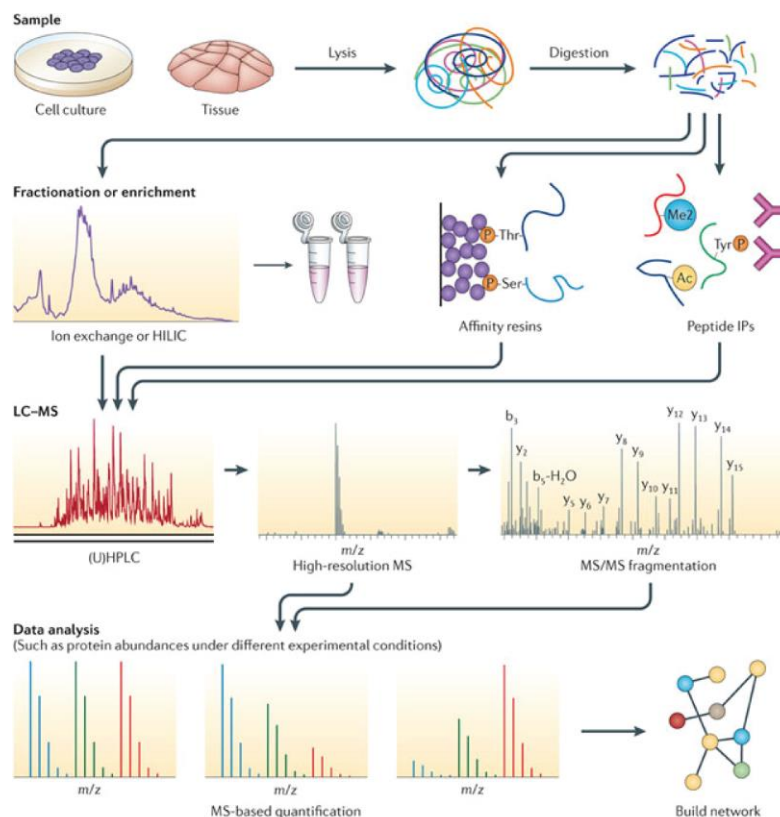 Sample
Lysis
Digestion
Cell culture
Tissue
Fractionation or enrichment
Ion exchange or HILIC
P-Thr
P-Ser
Affinity resins
Me2
Tyr P
Ac
Peptide IPs
LC–MS
(U)HPLC
m/z
High-resolution MS
b3
y2
b5-H2O
y5
y6
y7
y8
y9
y10
y11
y12
y13
y14
y15
m/z
MS/MS fragmentation
Data analysis
(Such as protein abundances under different experimental conditions)
m/z
m/z
m/z
MS-based quantification
Build network